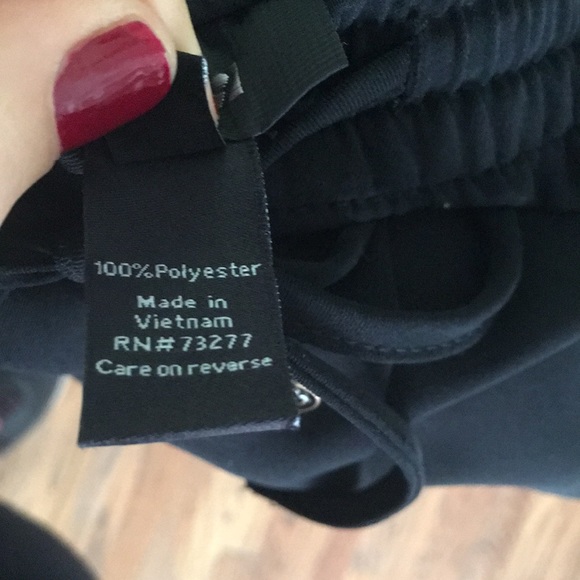 100%Polyester
Made in
Vietnam
RN#73277
Care on reverse